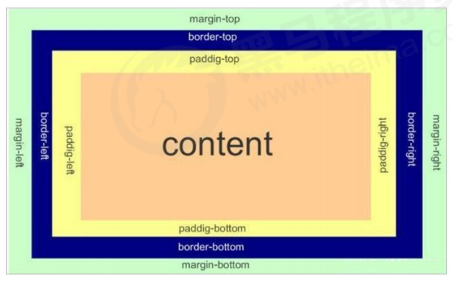 margin-top
border-top
paddig-top
margin-left
border-left
paddig-left
content
paddig-right
border-right
margin-right
paddig-bottom
border-bottom
margin-bottom